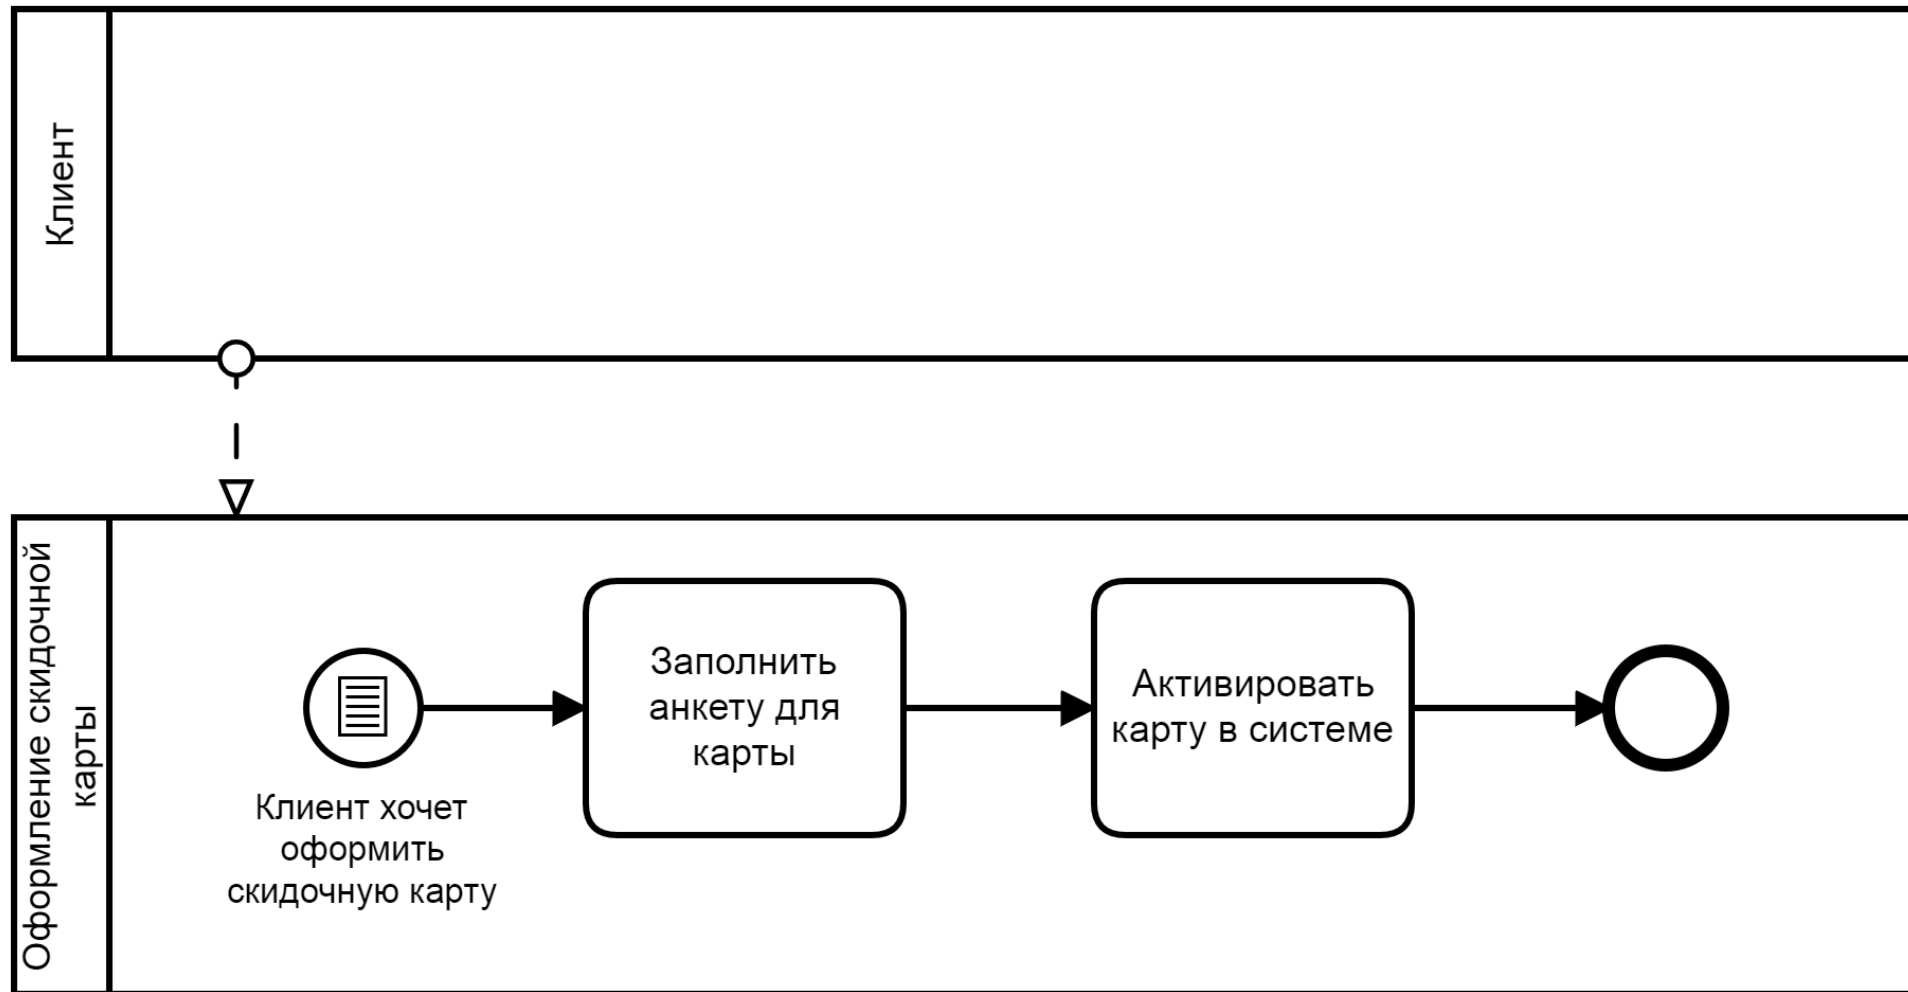 Клиент
Оформление скидочной
карты
Клиент хочет
оформить
скидочную карту
Заполнить
анкету для
карты
Активировать
карту в системе